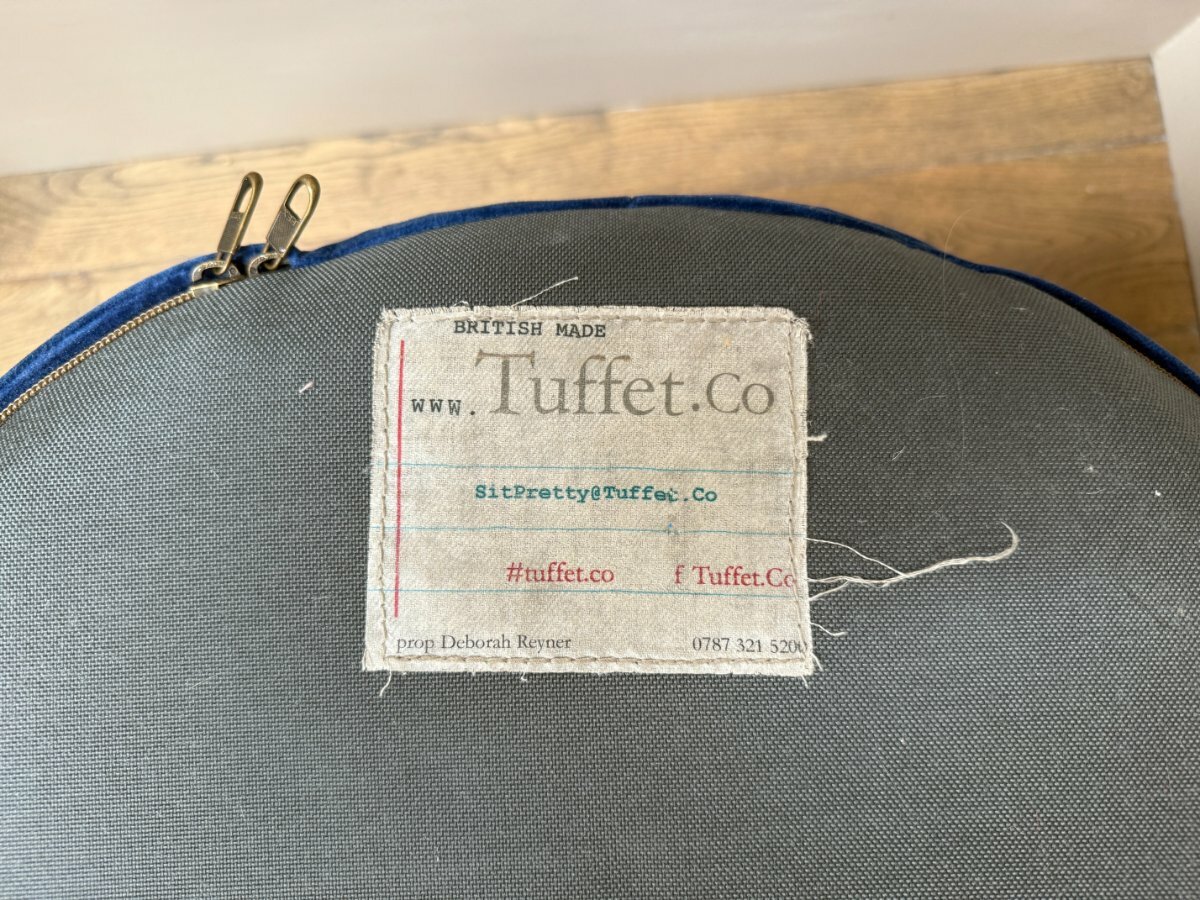 BRITISH MADE
www.Tuffet.Co
SitPretty@Tuffet.Co
#tuffet.co f Tuffet.Co
prop Deborah Reyner 0787 321 5200